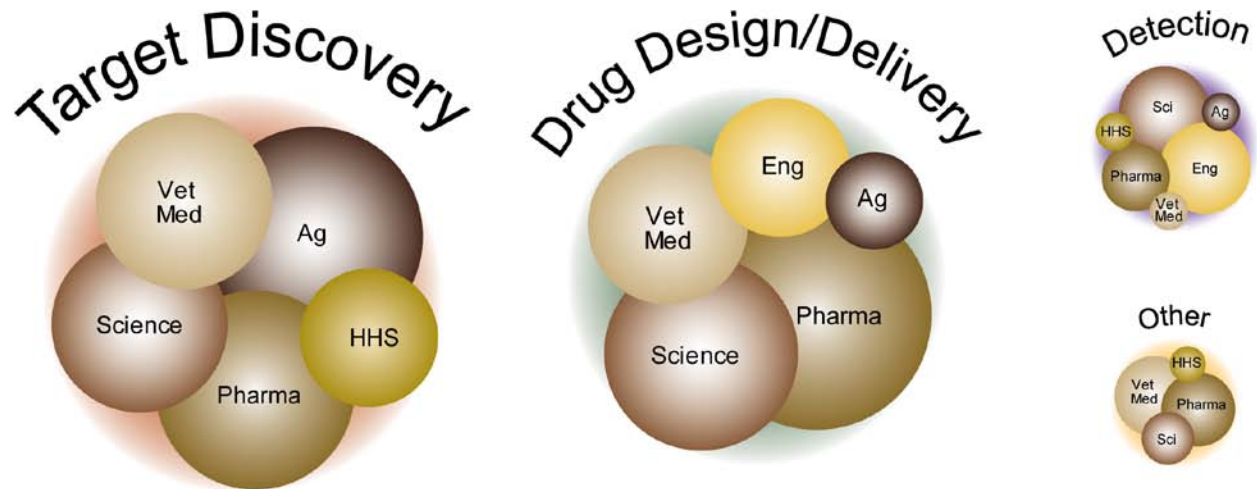 Target Discovery
Vet
Med
Ag
Science
HHS
Pharma
Drug Design/Delivery
Eng
Ag
Vet
Med
Pharma
Science
Detection
Sci
Ag
HHS
Eng
Pharma
Vet
Med
Other
HHS
Vet
Med
Pharma
Sci